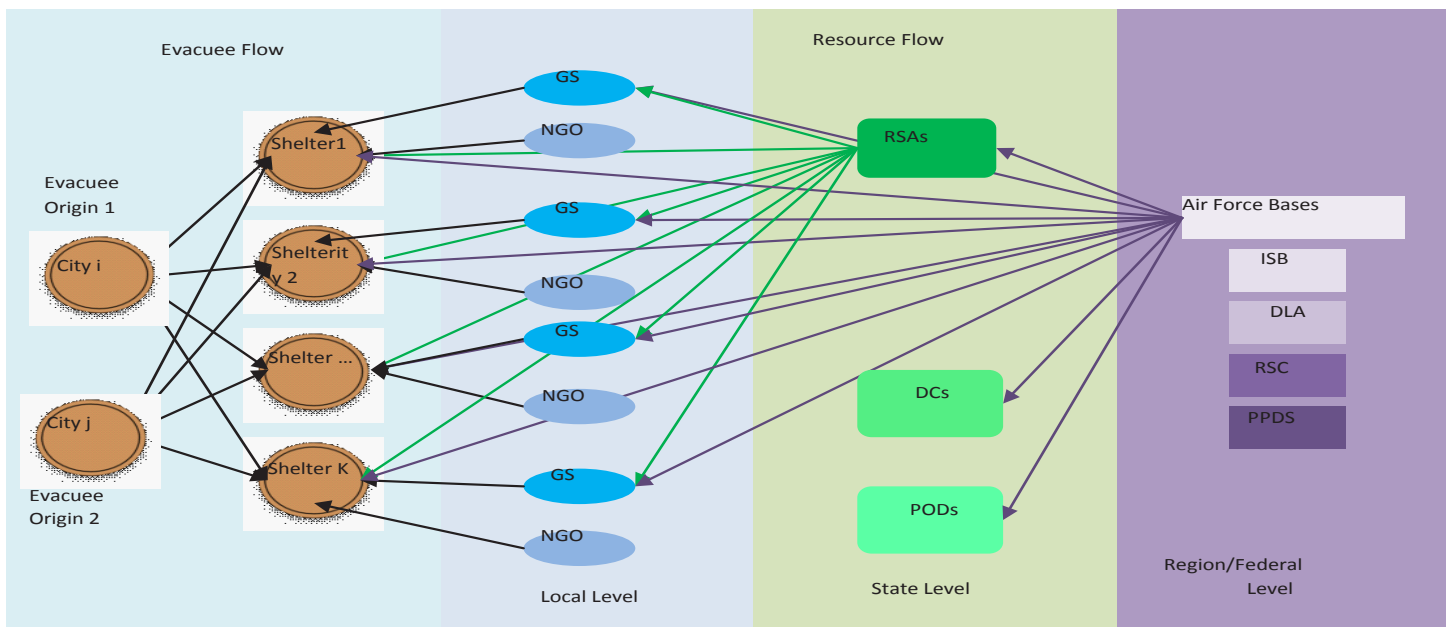 Evacuee Flow
Resource Flow
GS
NGO
Shelter1
RSAs
Evacuee
Origin 1
Air Force Bases
GS
City i
Shelterit
y 2
ISB
NGO
DLA
GS
Shelter ...
RSC
DCs
NGO
City j
PPDS
Shelter K
GS
Evacuee
Origin 2
PODs
NGO
Region/Federal
Level
State Level
Local Level